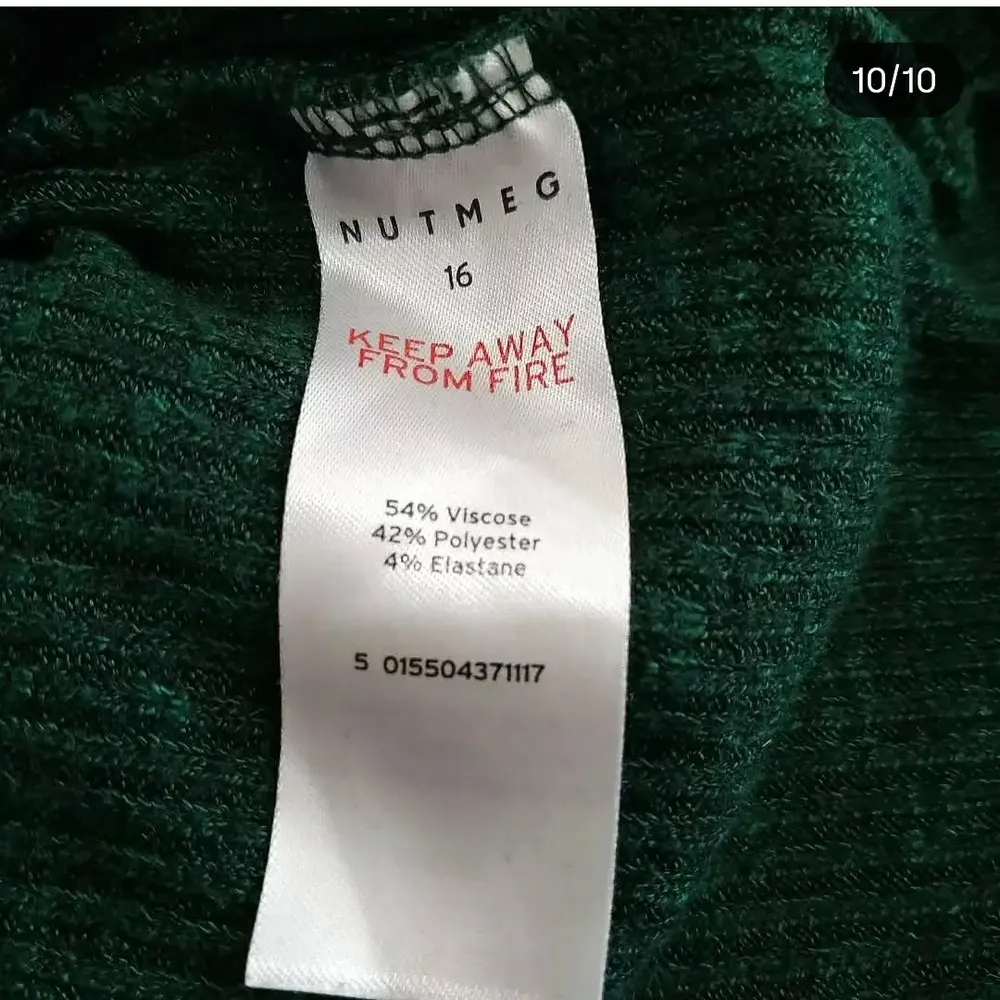 10/10
NUTMEG
16
KEEP AWAY
FROM FIRE
54% Viscose
42% Polyester
4% Elastane
5 015504371117